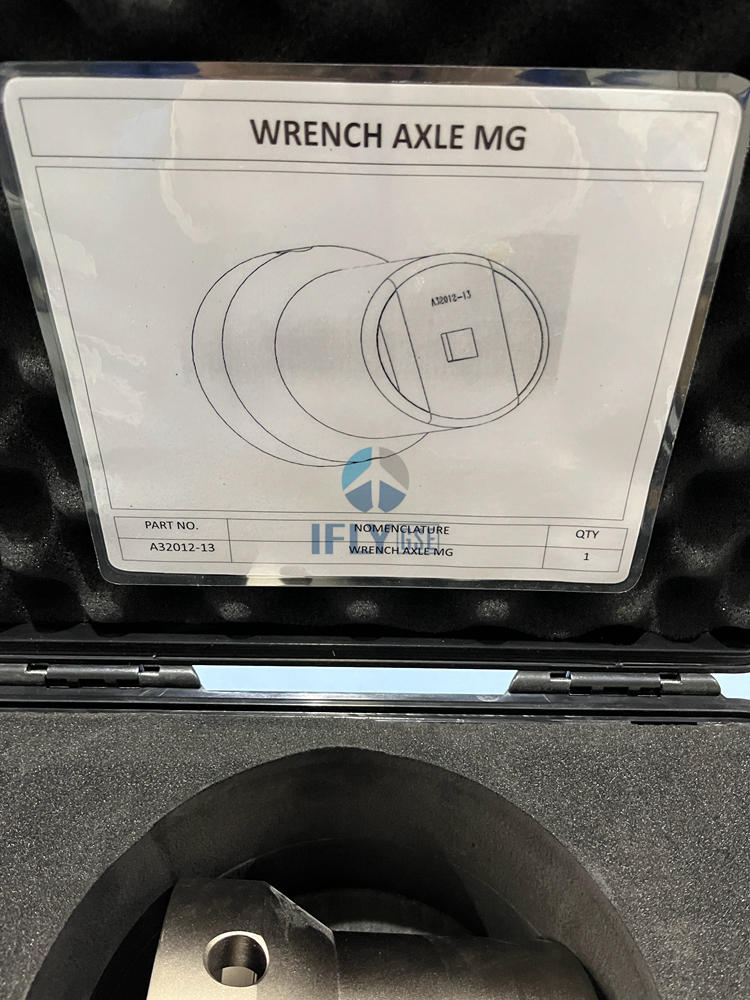 WRENCH AXLE MG
A32012-13
PART NO. NOMENCLATURE QTY
A32012-13 WRENCH AXLE MG 1
IFLY GSE